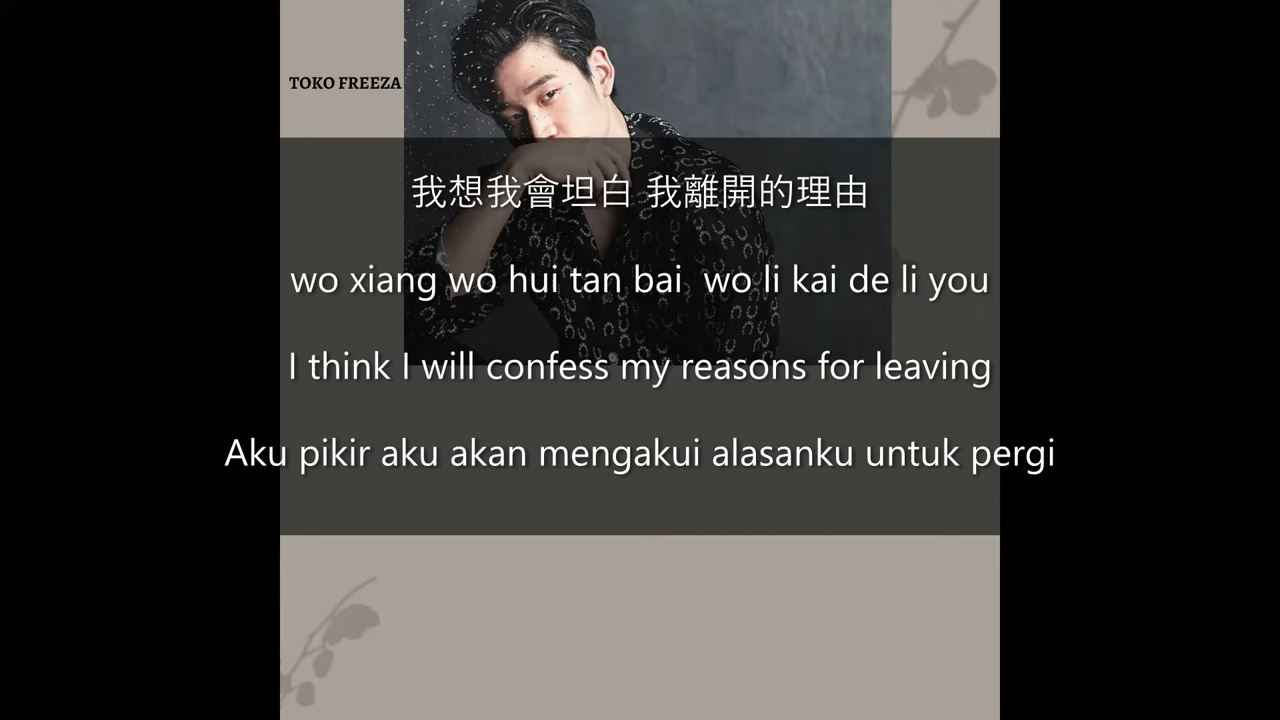 TOKO FREEZA
我想我會坦白 我離開的理由
wo xiang wo hui tan bai  wo li kai de li you
I think I will confess my reasons for leaving
Aku pikir aku akan mengakui alasanku untuk pergi